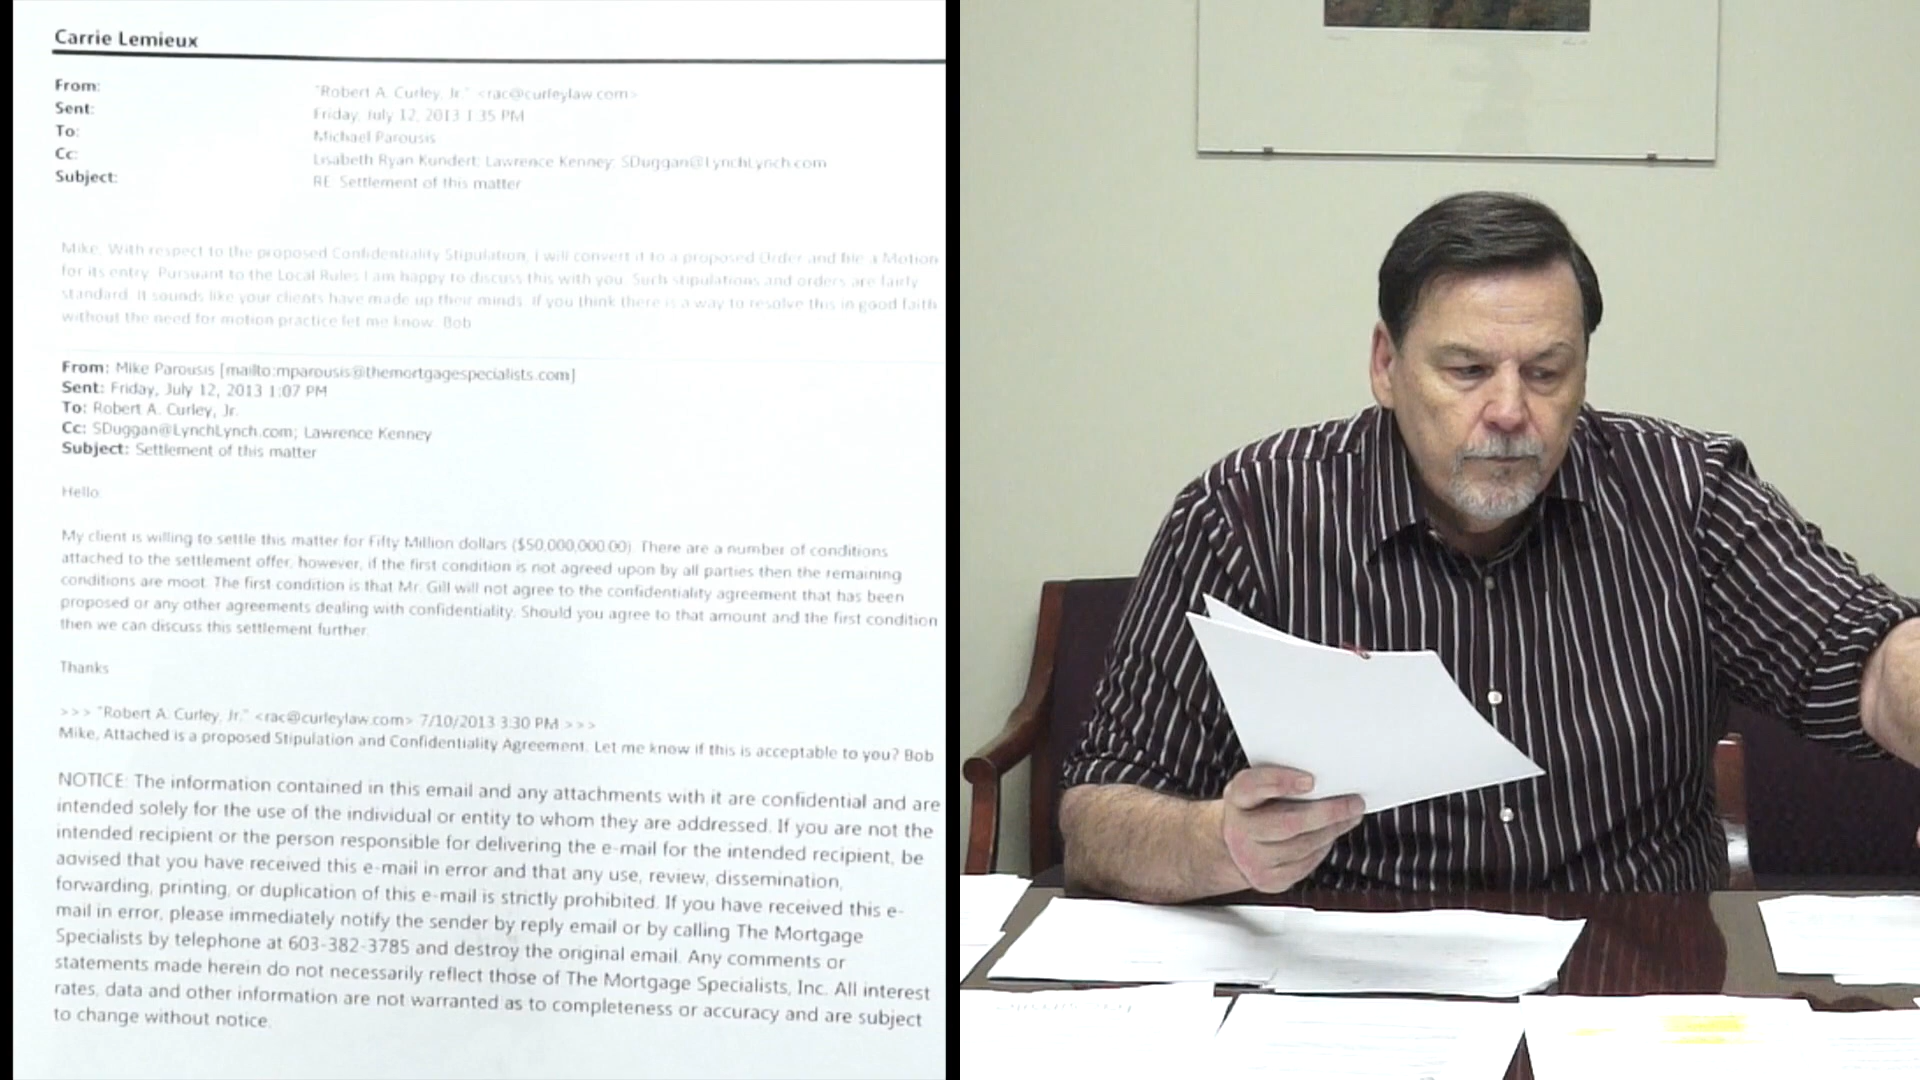 Carrie Lemieux
From: "Robert A. Curley, Jr." <rac@curleylaw.com>
Sent: Friday, July 12, 2013 1:35 PM
To: Michael Parousis
Cc: Lisabeth Ryan Kundert; Lawrence Kenney; SDuggan@LynchLynch.com
Subject: RE: Settlement of this matter
Mike, With respect to the proposed Confidentiality Stipulation, I will convert it to a proposed Order and file a Motion
for its entry. Pursuant to the Local Rules I am happy to discuss this with you. Such stipulations and orders are fairly
standard. It sounds like your clients have made up their minds. If you think there is a way to resolve this in good faith
without the need for motion practice let me know. Bob
From: Mike Parousis [mailto:mparousis@themortgagespecialists.com]
Sent: Friday, July 12, 2013 1:07 PM
To: Robert A. Curley, Jr.
Cc: SDuggan@LynchLynch.com; Lawrence Kenney
Subject: Settlement of this matter
Hello
My client is willing to settle this matter for Fifty Million dollars ($50,000,000.00). There are a number of conditions
attached to the settlement offer, however, if the first condition is not agreed upon by all parties then the remaining
conditions are moot. The first condition is that Mr. Gill will not agree to the confidentiality agreement that has been
proposed or any other agreements dealing with confidentiality. Should you agree to that amount and the first condition
then we can discuss this settlement further.
Thanks
>>> "Robert A. Curley, Jr." <rac@curleylaw.com> 7/10/2013 3:30 PM >>>
Mike, Attached is a proposed Stipulation and Confidentiality Agreement. Let me know if this is acceptable to you? Bob
NOTICE: The information contained in this email and any attachments with it are confidential and are
intended solely for the use of the individual or entity to whom they are addressed. If you are not the
intended recipient or the person responsible for delivering the e-mail for the intended recipient, be
advised that you have received this e-mail in error and that any use, review, dissemination,
forwarding, printing, or duplication of this e-mail is strictly prohibited. If you have received this e-
mail in error, please immediately notify the sender by reply email or by calling The Mortgage
Specialists by telephone at 603-382-3785 and destroy the original email. Any comments or
statements made herein do not necessarily reflect those of The Mortgage Specialists, Inc. All interest
rates, data and other information are not warranted as to completeness or accuracy and are subject
to change without notice.